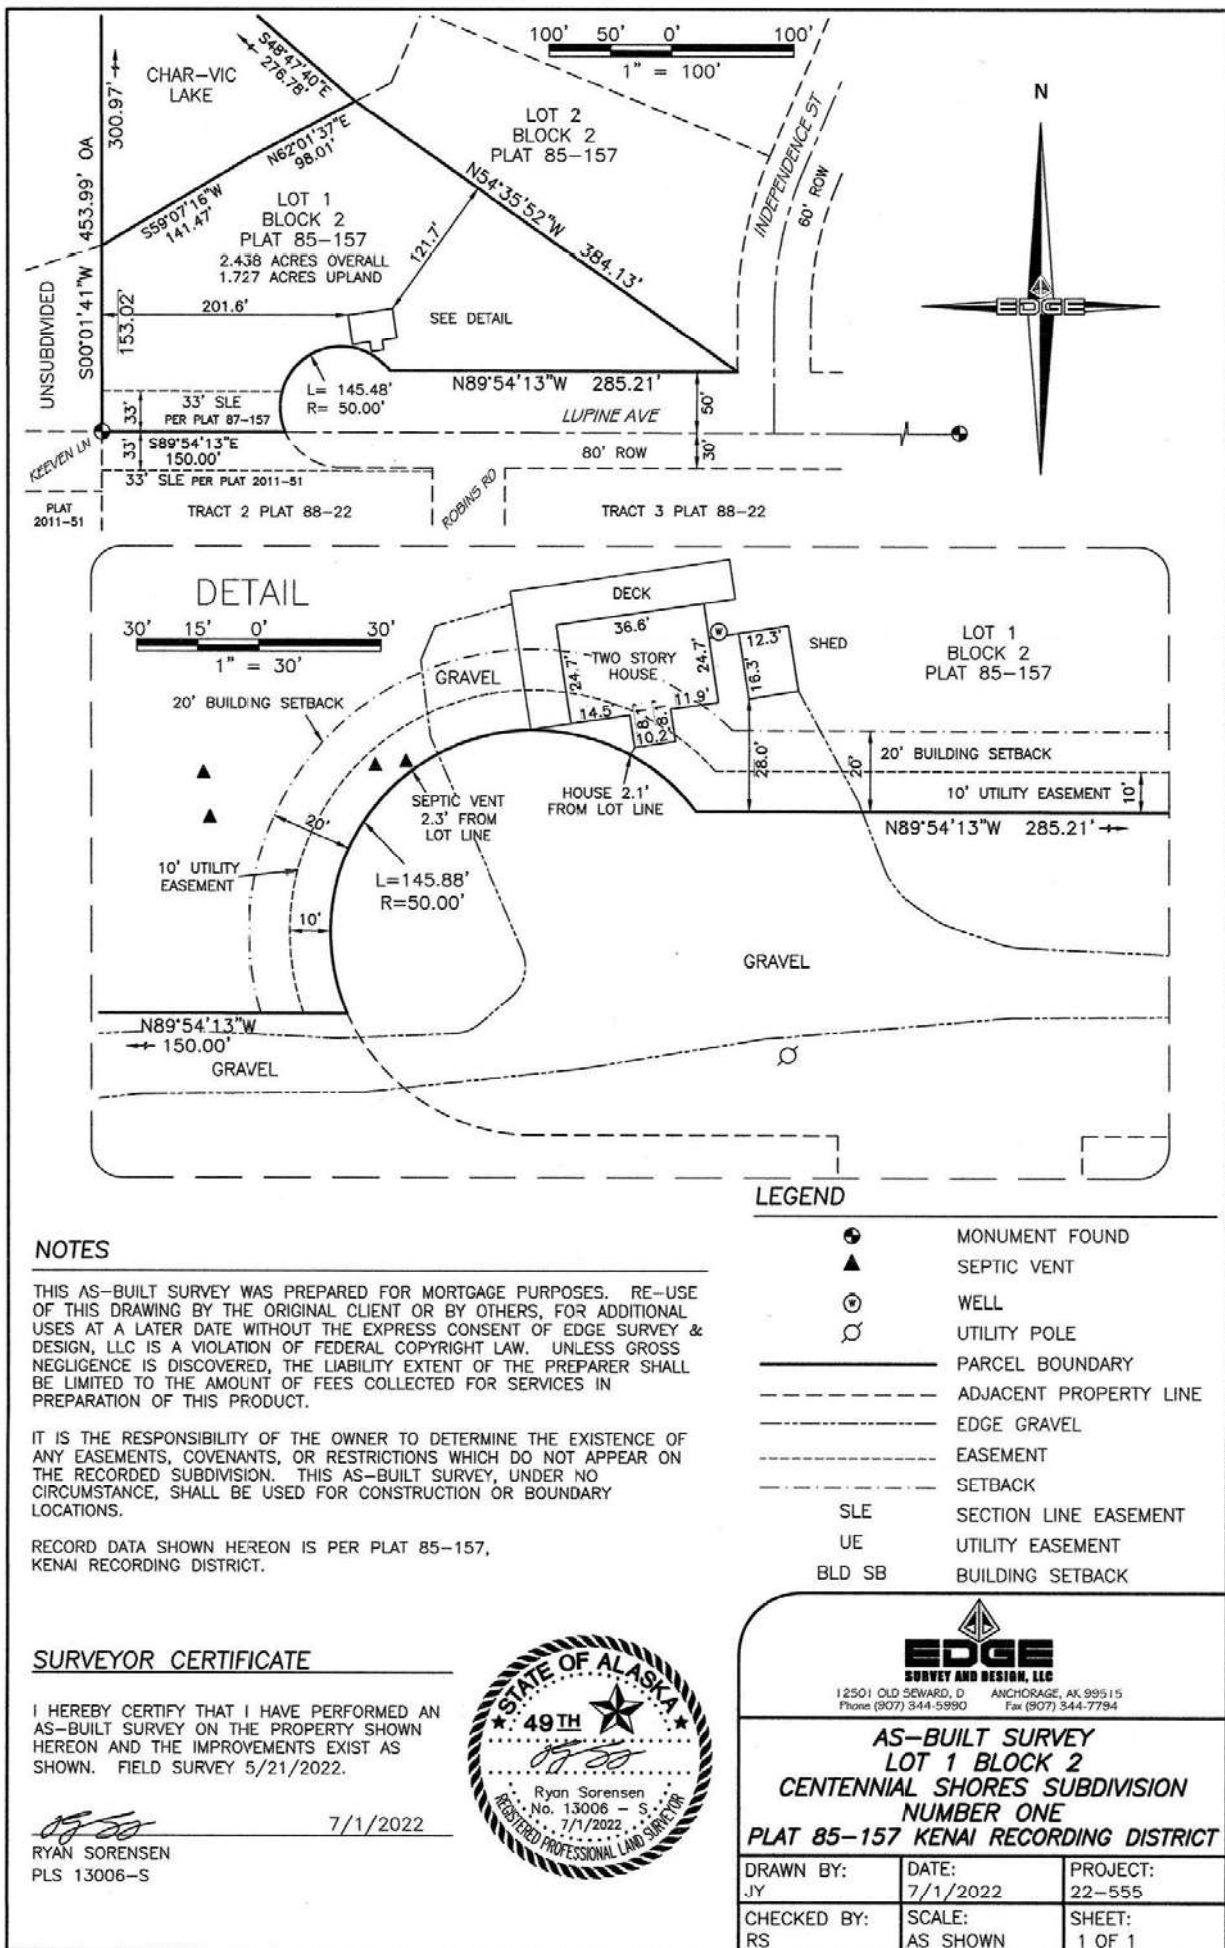 100' 50' 0' 100'
1" = 100'
S48°47'40"E
276.78'
CHAR-VIC
LAKE
300.97'
S00°01'41"W 453.99' OA
153.02'
N62°01'37"E
98.01'
S59°07'16"W
141.47'
LOT 2
BLOCK 2
PLAT 85-157
INDEPENDENCE ST
60' ROW
N
EDGE
N54°35'52"W 384.13'
LOT 1
BLOCK 2
PLAT 85-157
2.438 ACRES OVERALL
1.727 ACRES UPLAND
121.7'
201.6'
SEE DETAIL
UNSUBDIVIDED
L= 145.48'
R= 50.00'
N89°54'13"W 285.21'
33' SLE
PER PLAT 87-157
33'
LUPINE AVE
50'
KEEVEN LN
33'
S89°54'13"E
150.00'
80' ROW
30'
33' SLE PER PLAT 2011-51
ROBINS RD
PLAT
2011-51
TRACT 2 PLAT 88-22
TRACT 3 PLAT 88-22
DETAIL
30' 15' 0' 30'
1" = 30'
DECK
36.6'
TWO STORY
HOUSE
24.7'
24.7'
W
12.3'
16.3'
SHED
LOT 1
BLOCK 2
PLAT 85-157
GRAVEL
20' BUILDING SETBACK
14.5'
8.1'
8.1'
11.9'
10.2'
28.0'
20'
20' BUILDING SETBACK
10' UTILITY EASEMENT
10'
SEPTIC VENT
2.3' FROM
LOT LINE
HOUSE 2.1'
FROM LOT LINE
N89°54'13"W 285.21'
20'
10' UTILITY
EASEMENT
L=145.88'
R=50.00'
10'
GRAVEL
N89°54'13"W
150.00'
GRAVEL
LEGEND
MONUMENT FOUND
SEPTIC VENT
W WELL
UTILITY POLE
PARCEL BOUNDARY
ADJACENT PROPERTY LINE
EDGE GRAVEL
EASEMENT
SETBACK
SLE SECTION LINE EASEMENT
UE UTILITY EASEMENT
BLD SB BUILDING SETBACK
NOTES
THIS AS-BUILT SURVEY WAS PREPARED FOR MORTGAGE PURPOSES. RE-USE
OF THIS DRAWING BY THE ORIGINAL CLIENT OR BY OTHERS, FOR ADDITIONAL
USES AT A LATER DATE WITHOUT THE EXPRESS CONSENT OF EDGE SURVEY &
DESIGN, LLC IS A VIOLATION OF FEDERAL COPYRIGHT LAW. UNLESS GROSS
NEGLIGENCE IS DISCOVERED, THE LIABILITY EXTENT OF THE PREPARER SHALL
BE LIMITED TO THE AMOUNT OF FEES COLLECTED FOR SERVICES IN
PREPARATION OF THIS PRODUCT.
IT IS THE RESPONSIBILITY OF THE OWNER TO DETERMINE THE EXISTENCE OF
ANY EASEMENTS, COVENANTS, OR RESTRICTIONS WHICH DO NOT APPEAR ON
THE RECORDED SUBDIVISION. THIS AS-BUILT SURVEY, UNDER NO
CIRCUMSTANCE, SHALL BE USED FOR CONSTRUCTION OR BOUNDARY
LOCATIONS.
RECORD DATA SHOWN HEREON IS PER PLAT 85-157,
KENAI RECORDING DISTRICT.
SURVEYOR CERTIFICATE
I HEREBY CERTIFY THAT I HAVE PERFORMED AN
AS-BUILT SURVEY ON THE PROPERTY SHOWN
HEREON AND THE IMPROVEMENTS EXIST AS
SHOWN. FIELD SURVEY 5/21/2022.
7/1/2022
RYAN SORENSEN
PLS 13006-S
STATE OF ALASKA
49TH
Ryan Sorensen
No. 13006 - S
7/1/2022
REGISTERED PROFESSIONAL LAND SURVEYOR
EDGE
SURVEY AND DESIGN, LLC
12501 OLD SEWARD, D ANCHORAGE, AK 99515
Phone (907) 344-5990 Fax (907) 344-7794
AS-BUILT SURVEY
LOT 1 BLOCK 2
CENTENNIAL SHORES SUBDIVISION
NUMBER ONE
PLAT 85-157 KENAI RECORDING DISTRICT
DRAWN BY: DATE: PROJECT:
JY 7/1/2022 22-555
CHECKED BY: SCALE: SHEET:
RS AS SHOWN 1 OF 1